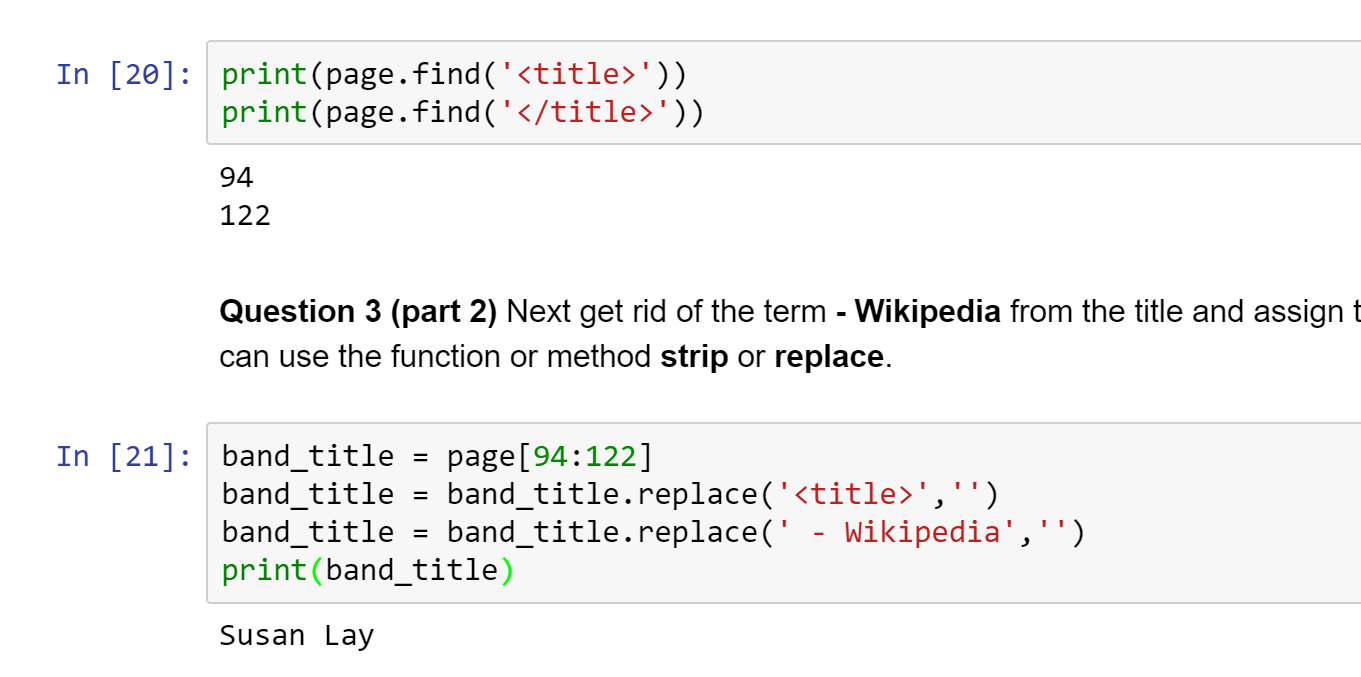 In [20]: print(page.find('<title>'))
print(page.find('</title>'))
94
122
Question 3 (part 2) Next get rid of the term - Wikipedia from the title and assign
can use the function or method strip or replace.
In [21]: band_title = page[94:122]
band_title = band_title.replace('<title>','')
band_title = band_title.replace(' - Wikipedia','')
print(band_title)
Susan Lay